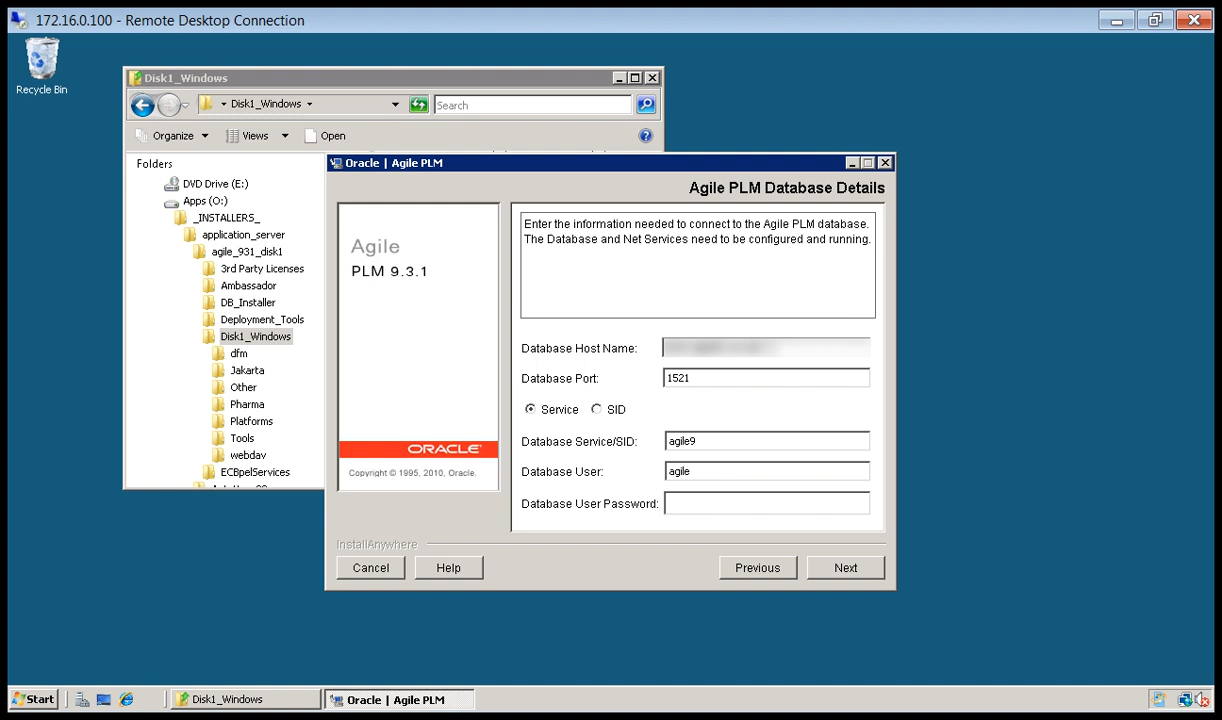 172.16.0.100 - Remote Desktop Connection
Recycle Bin
Disk1_Windows
Disk1_Windows
Search
Organize
Views
Open
Folders
DVD Drive (E:)
Apps (O:)
_INSTALLERS_
application_server
agile_931_disk1
3rd Party Licenses
Ambassador
DB_Installer
Deployment_Tools
Disk1_Windows
dfm
Jakarta
Other
Pharma
Platforms
Tools
webdav
ECBpelServices
Oracle | Agile PLM
Agile PLM Database Details
Agile
PLM 9.3.1
ORACLE
Copyright © 1995, 2010, Oracle.
Enter the information needed to connect to the Agile PLM database.
The Database and Net Services need to be configured and running.
Database Host Name:
Database Port: 1521
Service SID
Database Service/SID: agile9
Database User: agile
Database User Password:
InstallAnywhere
Cancel Help Previous Next
Start Disk1_Windows Oracle | Agile PLM